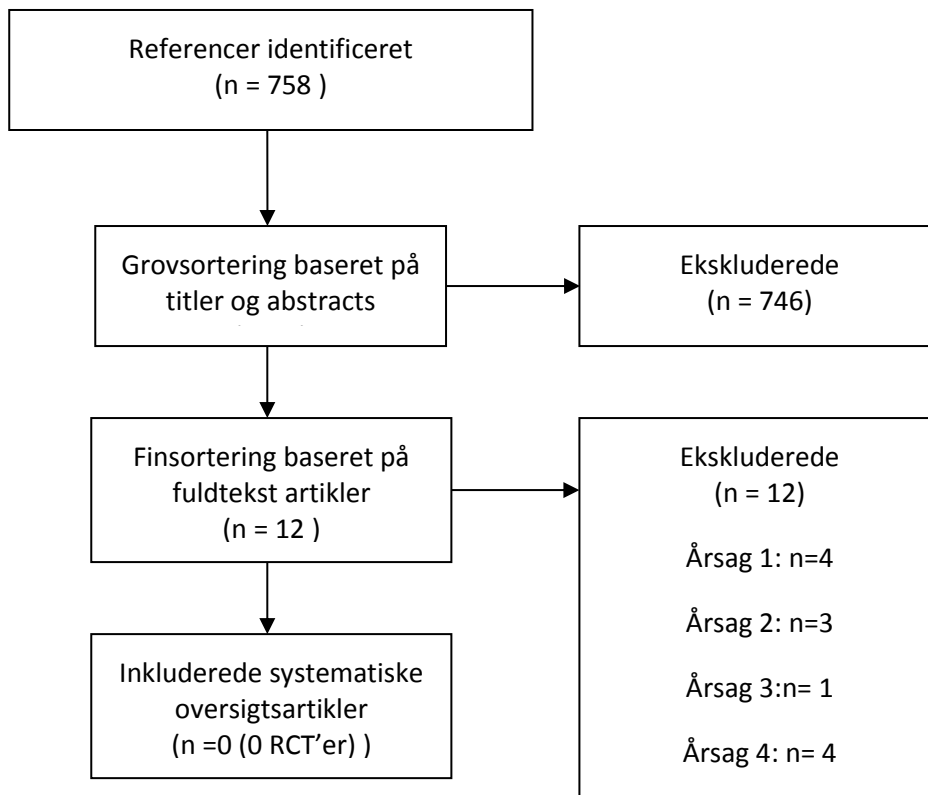 Referencer identificeret
(n = 758 )
Grovsortering baseret på
titler og abstracts
Ekskluderede
(n = 746)
Finsortering baseret på
fuldtekst artikler
(n = 12 )
Ekskluderede
(n = 12)
Årsag 1: n=4
Årsag 2: n=3
Årsag 3:n= 1
Årsag 4: n= 4
Inkluderede systematiske
oversigtsartikler
(n =0 (0 RCT’er) )